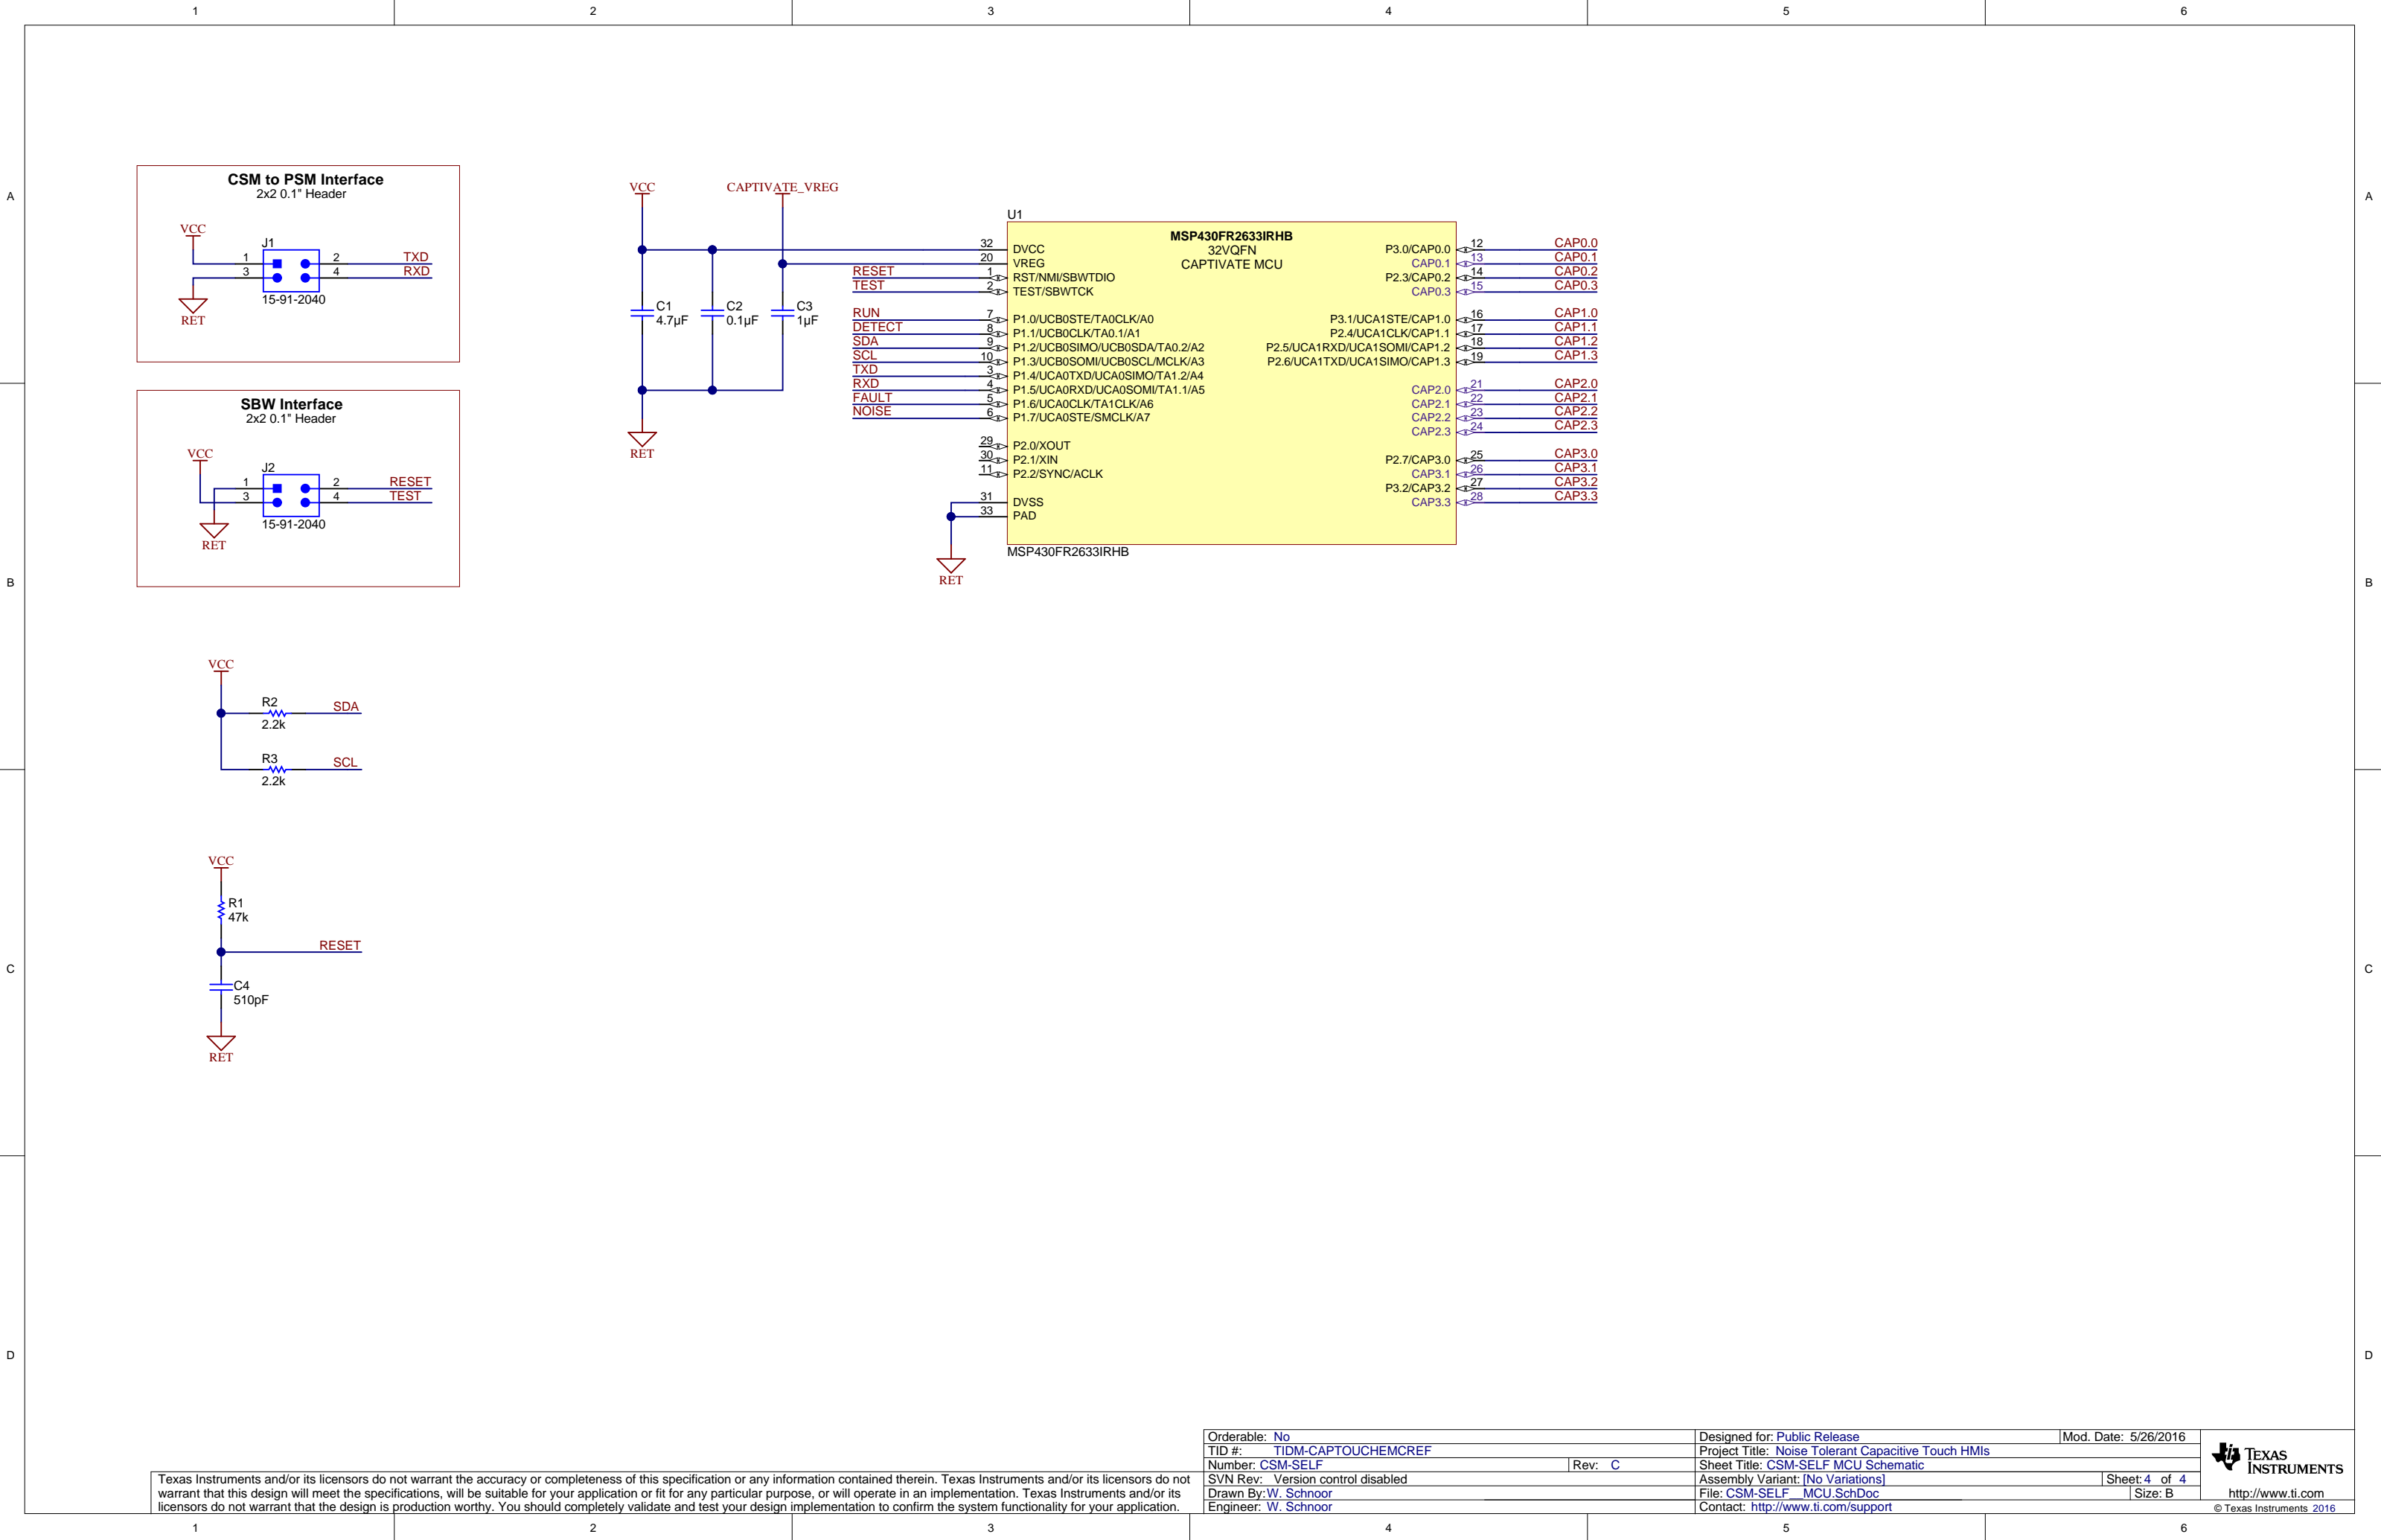 1 2 3 4 5 6
A A
CSM to PSM Interface
2x2 0.1" Header
VCC
J1
1 2 TXD
3 4 RXD
15-91-2040
RET
SBW Interface
2x2 0.1" Header
VCC
J2
1 2 RESET
3 4 TEST
15-91-2040
RET
VCC CAPTIVATE_VREG
C1
4.7µF
C2
0.1µF
C3
1µF
RET
U1
MSP430FR2633IRHB
32VQFN
CAPTIVATE MCU
32 DVCC
20 VREG
RESET 1 RST/NMI/SBWTDIO
TEST 2 TEST/SBWTCK
RUN 7 P1.0/UCB0STE/TA0CLK/A0
DETECT 8 P1.1/UCB0CLK/TA0.1/A1
SDA 9 P1.2/UCB0SIMO/UCB0SDA/TA0.2/A2
SCL 10 P1.3/UCB0SOMI/UCB0SCL/MCLK/A3
TXD 3 P1.4/UCA0TXD/UCA0SIMO/TA1.2/A4
RXD 4 P1.5/UCA0RXD/UCA0SOMI/TA1.1/A5
FAULT 5 P1.6/UCA0CLK/TA1CLK/A6
NOISE 6 P1.7/UCA0STE/SMCLK/A7
29 P2.0/XOUT
30 P2.1/XIN
11 P2.2/SYNC/ACLK
31 DVSS
33 PAD
P3.0/CAP0.0 12 CAP0.0
CAP0.1 13 CAP0.1
P2.3/CAP0.2 14 CAP0.2
CAP0.3 15 CAP0.3
P3.1/UCA1STE/CAP1.0 16 CAP1.0
P2.4/UCA1CLK/CAP1.1 17 CAP1.1
P2.5/UCA1RXD/UCA1SOMI/CAP1.2 18 CAP1.2
P2.6/UCA1TXD/UCA1SIMO/CAP1.3 19 CAP1.3
CAP2.0 21 CAP2.0
CAP2.1 22 CAP2.1
CAP2.2 23 CAP2.2
CAP2.3 24 CAP2.3
P2.7/CAP3.0 25 CAP3.0
CAP3.1 26 CAP3.1
P3.2/CAP3.2 27 CAP3.2
CAP3.3 28 CAP3.3
MSP430FR2633IRHB
RET
B B
VCC
R2 SDA
2.2k
R3 SCL
2.2k
VCC
R1
47k
RESET
C4
510pF
RET
C C
D D
Texas Instruments and/or its licensors do not warrant the accuracy or completeness of this specification or any information contained therein. Texas Instruments and/or its licensors do not
warrant that this design will meet the specifications, will be suitable for your application or fit for any particular purpose, or will operate in an implementation. Texas Instruments and/or its
licensors do not warrant that the design is production worthy. You should completely validate and test your design implementation to confirm the system functionality for your application.
Orderable: No Designed for: Public Release Mod. Date: 5/26/2016
TID #: TIDM-CAPTOUCHEMCREF Project Title: Noise Tolerant Capacitive Touch HMIs
Number: CSM-SELF Rev: C Sheet Title: CSM-SELF MCU Schematic
SVN Rev: Version control disabled Assembly Variant: [No Variations] Sheet: 4 of 4
Drawn By: W. Schnoor File: CSM-SELF__MCU.SchDoc Size: B
Engineer: W. Schnoor Contact: http://www.ti.com/support
TEXAS
INSTRUMENTS
http://www.ti.com
© Texas Instruments 2016
1 2 3 4 5 6